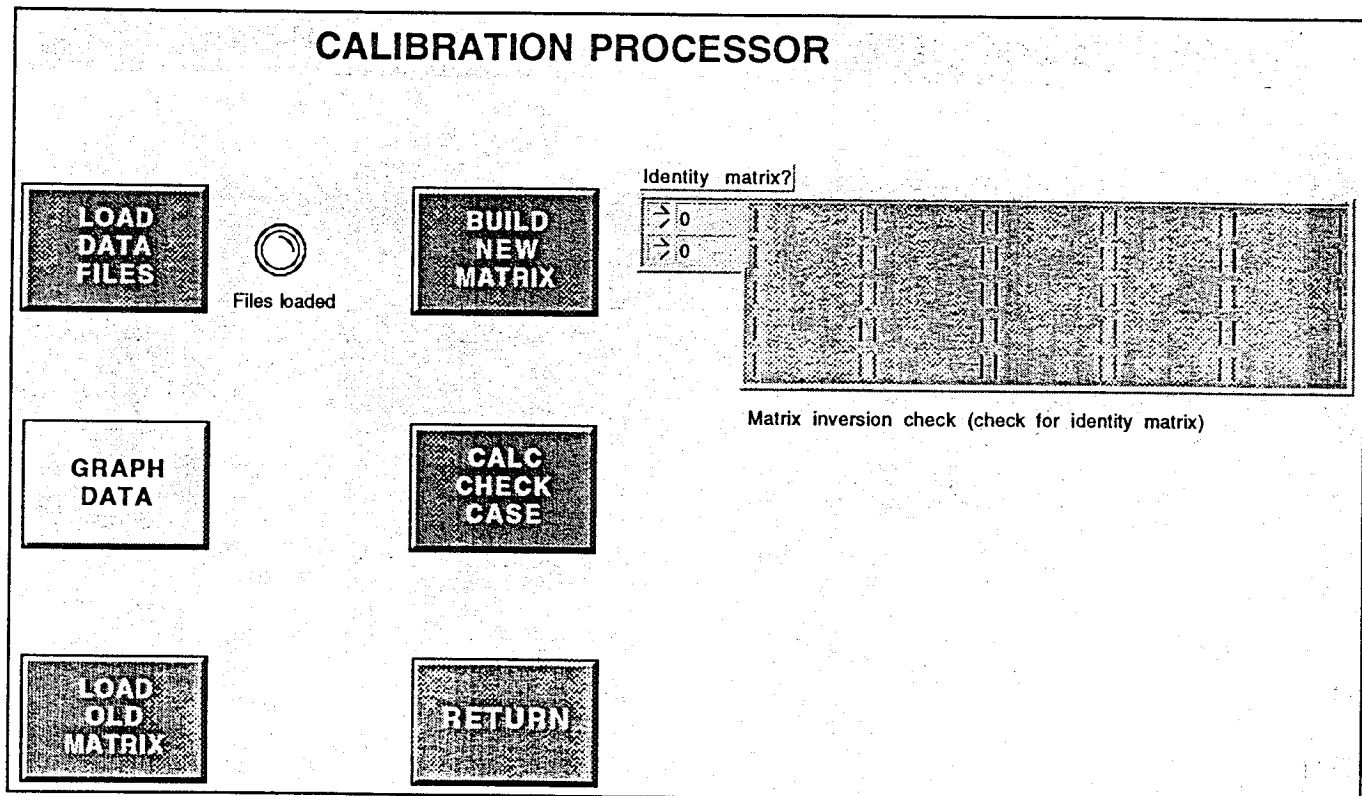 CALIBRATION PROCESSOR
LOAD
DATA
FILES
Files loaded
BUILD
NEW
MATRIX
Identity matrix?
0
0
Matrix inversion check (check for identity matrix)
GRAPH
DATA
CALC
CHECK
CASE
LOAD
OLD
MATRIX
RETURN